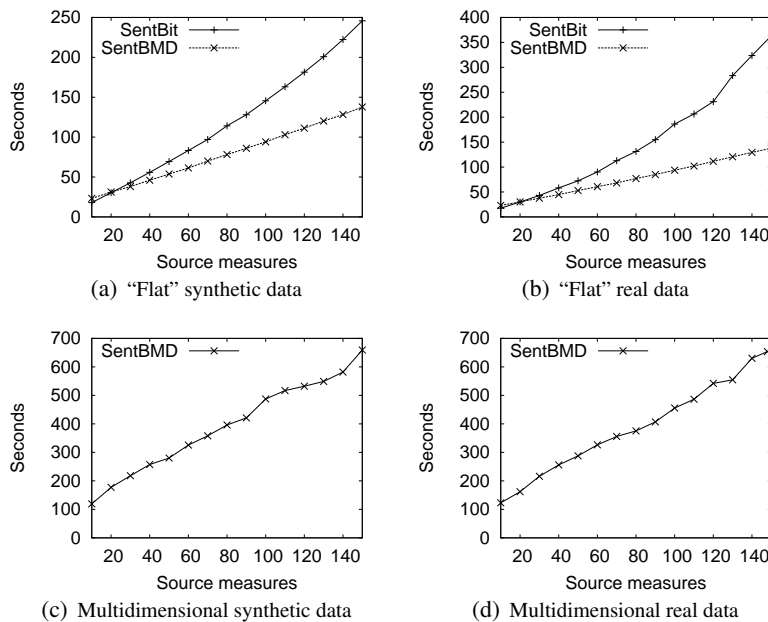 250
200
150
100
50
0
Seconds
SentBit
SentBMD
20 40 60 80 100 120 140
Source measures
(a) “Flat” synthetic data
400
350
300
250
200
150
100
50
0
Seconds
SentBit
SentBMD
20 40 60 80 100 120 140
Source measures
(b) “Flat” real data
700
600
500
400
300
200
100
0
Seconds
SentBMD
20 40 60 80 100 120 140
Source measures
(c) Multidimensional synthetic data
700
600
500
400
300
200
100
0
Seconds
SentBMD
20 40 60 80 100 120 140
Source measures
(d) Multidimensional real data